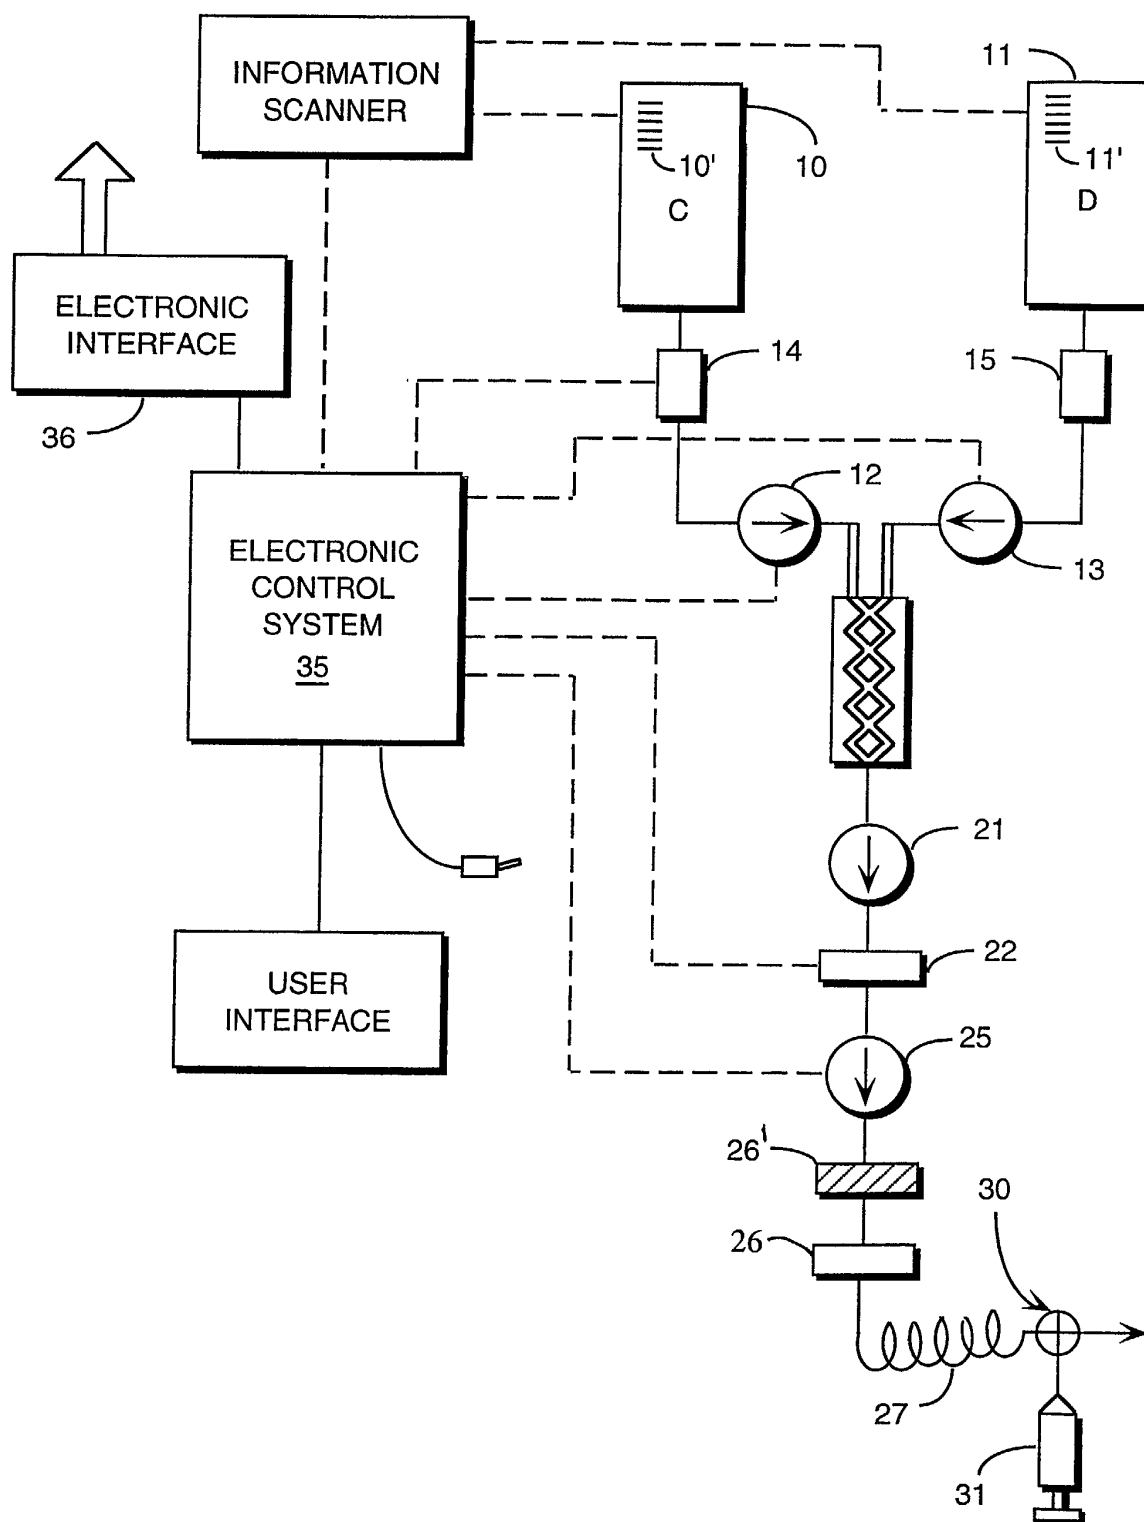 INFORMATION
SCANNER
11
10'
10
11'
C
D
ELECTRONIC
INTERFACE
14
15
36
12
13
ELECTRONIC
CONTROL
SYSTEM
35
21
22
USER
INTERFACE
25
26'
30
26
27
31